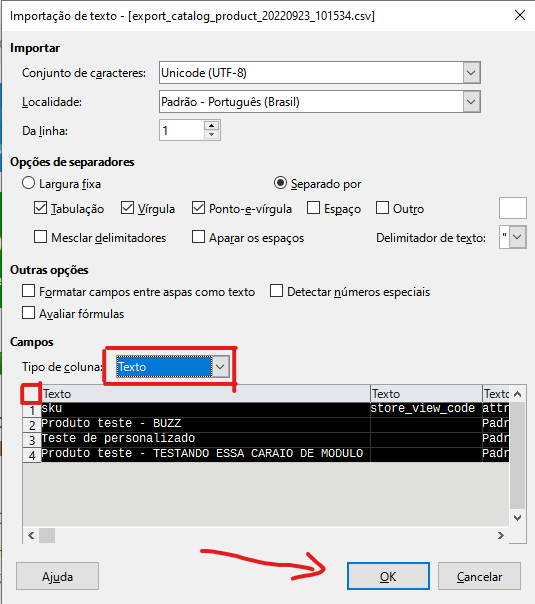 Importação de texto - [export_catalog_product_20220923_101534.csv]
Importar
Conjunto de caracteres: Unicode (UTF-8)
Localidade: Padrão - Português (Brasil)
Da linha: 1
Opções de separadores
Largura fixa Separado por
Tabulação Vírgula Ponto-e-vírgula Espaço Outro
Mesclar delimitadores Aparar os espaços Delimitador de texto: "
Outras opções
Formatar campos entre aspas como texto Detectar números especiais
Avaliar fórmulas
Campos
Tipo de coluna: Texto
Texto Texto Texto
1 sku store_view_code attr
2 Produto teste - BUZZ Padr
3 Teste de personalizado Padr
4 Produto teste - TESTANDO ESSA CARAIO DE MODULO Padr
Ajuda OK Cancelar